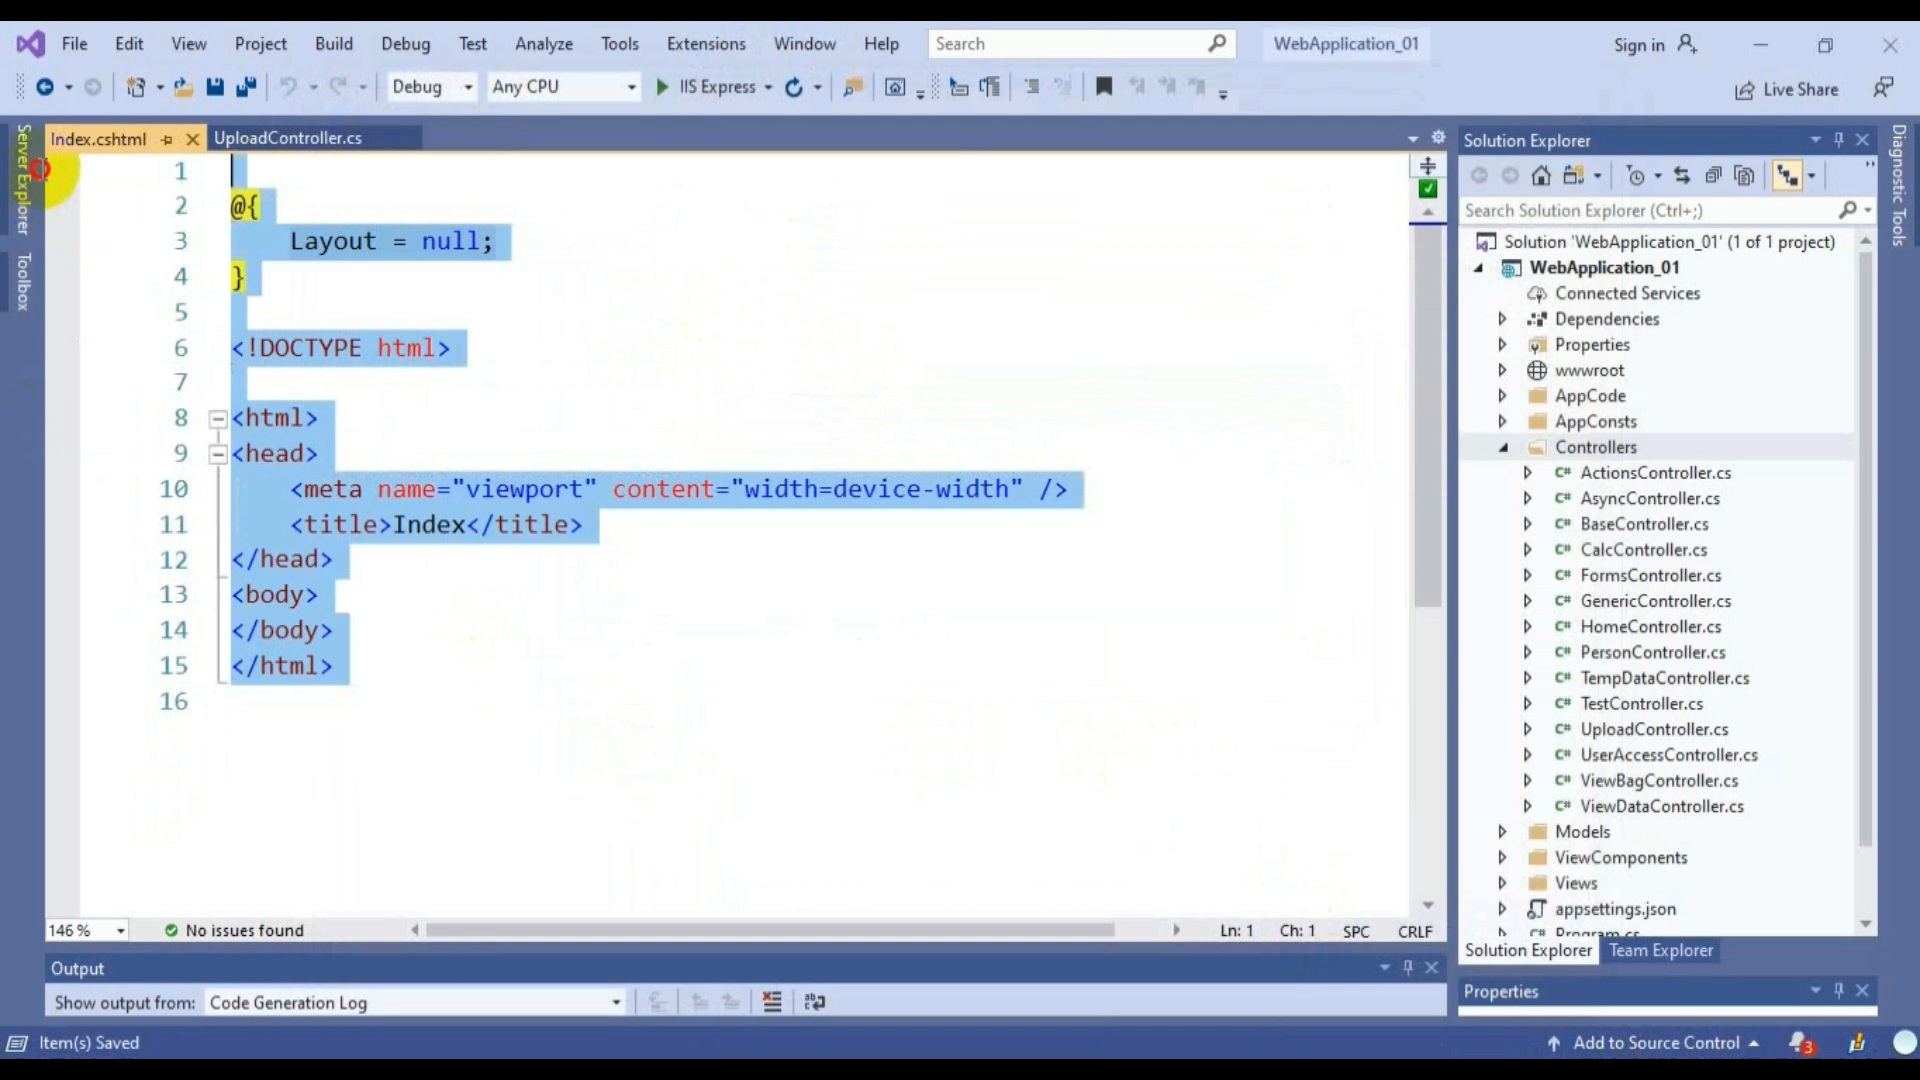 File Edit View Project Build Debug Test Analyze Tools Extensions Window Help Search WebApplication_01 Sign in
Debug Any CPU IIS Express Live Share
Server Explorer
Toolbox
Index.cshtml UploadController.cs
1
2 @{
3 Layout = null;
4 }
5
6 <!DOCTYPE html>
7
8 <html>
9 <head>
10 <meta name="viewport" content="width=device-width" />
11 <title>Index</title>
12 </head>
13 <body>
14 </body>
15 </html>
16
146 % No issues found Ln: 1 Ch: 1 SPC CRLF
Output
Show output from: Code Generation Log
Solution Explorer
Search Solution Explorer (Ctrl+;)
Solution 'WebApplication_01' (1 of 1 project)
WebApplication_01
Connected Services
Dependencies
Properties
wwwroot
AppCode
AppConsts
Controllers
C# ActionsController.cs
C# AsyncController.cs
C# BaseController.cs
C# CalcController.cs
C# FormsController.cs
C# GenericController.cs
C# HomeController.cs
C# PersonController.cs
C# TempDataController.cs
C# TestController.cs
C# UploadController.cs
C# UserAccessController.cs
C# ViewBagController.cs
C# ViewDataController.cs
Models
ViewComponents
Views
appsettings.json
C# Program.cs
Solution Explorer Team Explorer
Properties
Diagnostic Tools
Item(s) Saved Add to Source Control 3